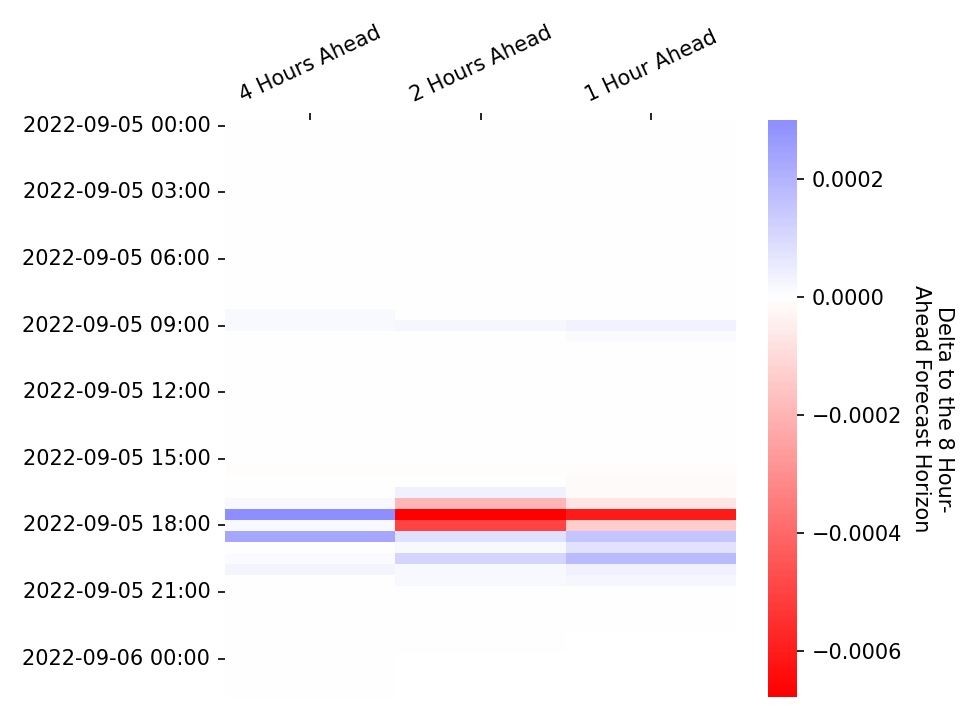 4 Hours Ahead
2 Hours Ahead
1 Hour Ahead
2022-09-05 00:00
2022-09-05 03:00
2022-09-05 06:00
2022-09-05 09:00
2022-09-05 12:00
2022-09-05 15:00
2022-09-05 18:00
2022-09-05 21:00
2022-09-06 00:00
0.0002
0.0000
−0.0002
−0.0004
−0.0006
Delta to the 8 Hour-
Ahead Forecast Horizon